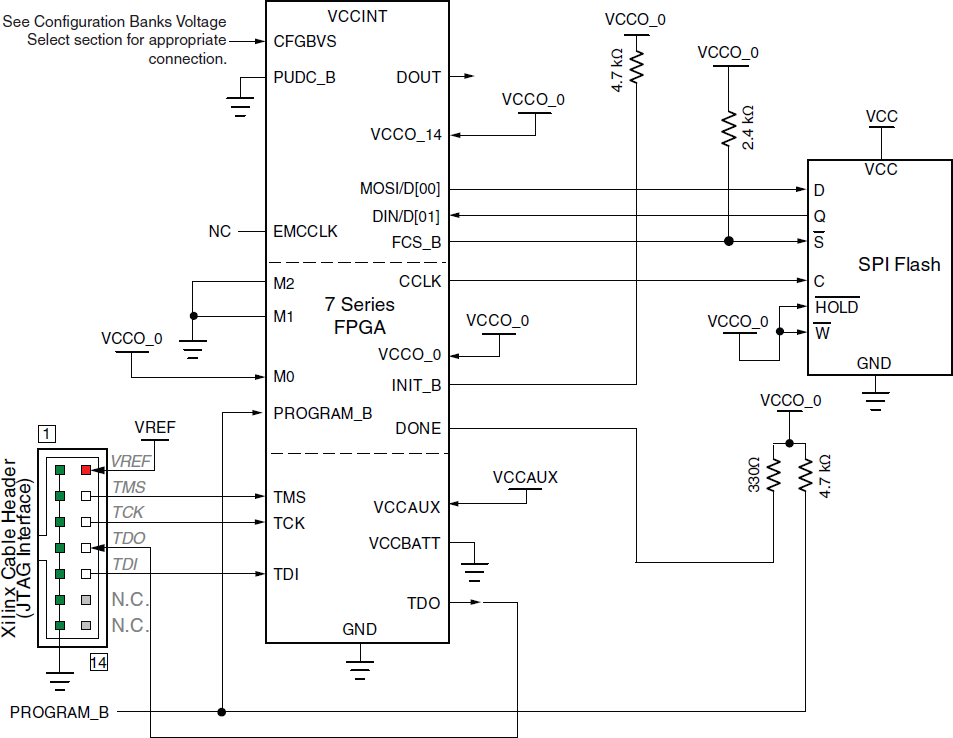 See Configuration Banks Voltage
Select section for appropriate
connection.
VCCINT
CFGBVS
PUDC_B
DOUT
VCCO_0
VCCO_14
VCCO_0
4.7 kΩ
VCCO_0
2.4 kΩ
VCC
VCC
MOSI/D[00]
DIN/D[01]
FCS_B
D
Q
S
SPI Flash
NC
EMCCLK
M2
M1
CCLK
7 Series
FPGA
C
HOLD
W
VCCO_0
GND
VCCO_0
M0
VCCO_0
VCCO_0
INIT_B
PROGRAM_B
DONE
VCCO_0
330Ω
4.7 kΩ
1
VREF
VREF
TMS
TCK
TDO
TDI
N.C.
N.C.
14
Xilinx Cable Header
(JTAG Interface)
TMS
TCK
TDI
VCCAUX
VCCAUX
VCCBATT
TDO
GND
PROGRAM_B